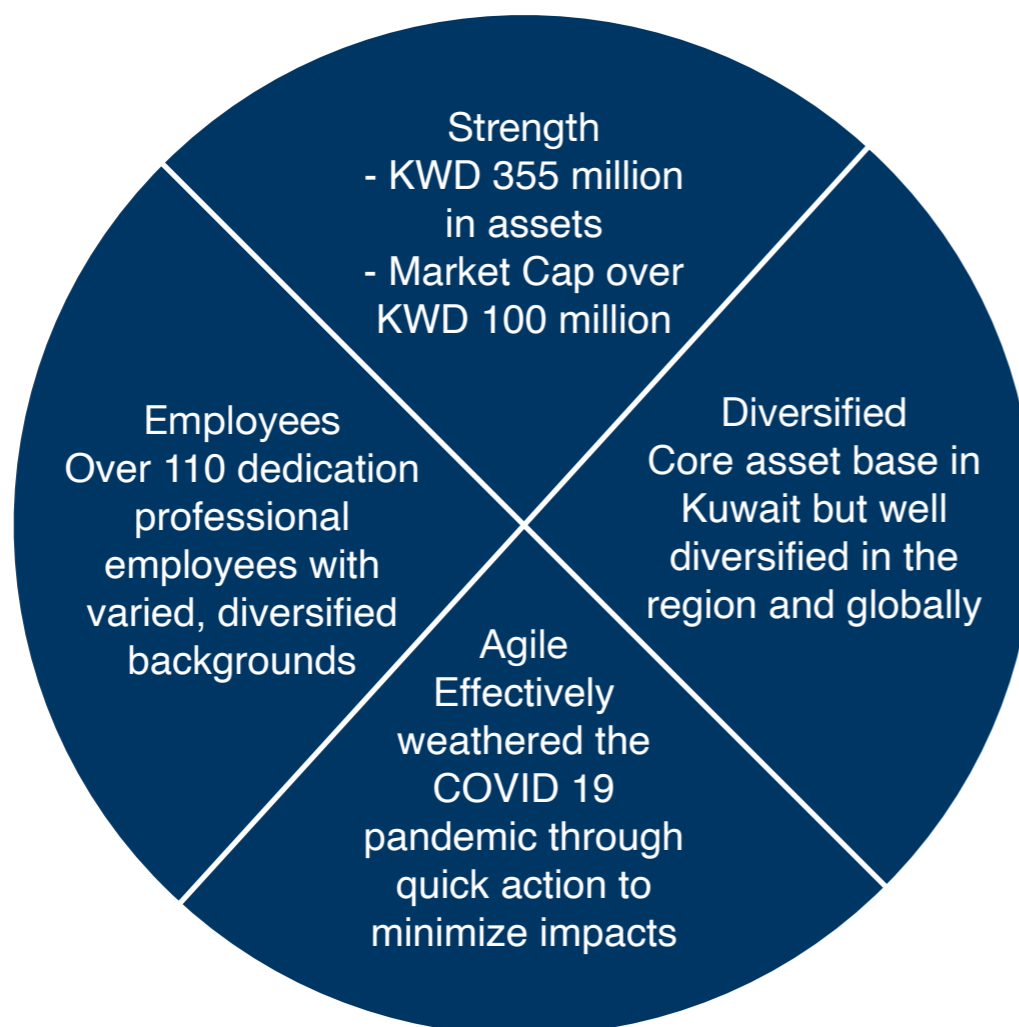 Strength
- KWD 355 million
in assets
- Market Cap over
KWD 100 million
Employees
Over 110 dedication
professional
employees with
varied, diversified
backgrounds
Diversified
Core asset base in
Kuwait but well
diversified in the
region and globally
Agile
Effectively
weathered the
COVID 19
pandemic through
quick action to
minimize impacts